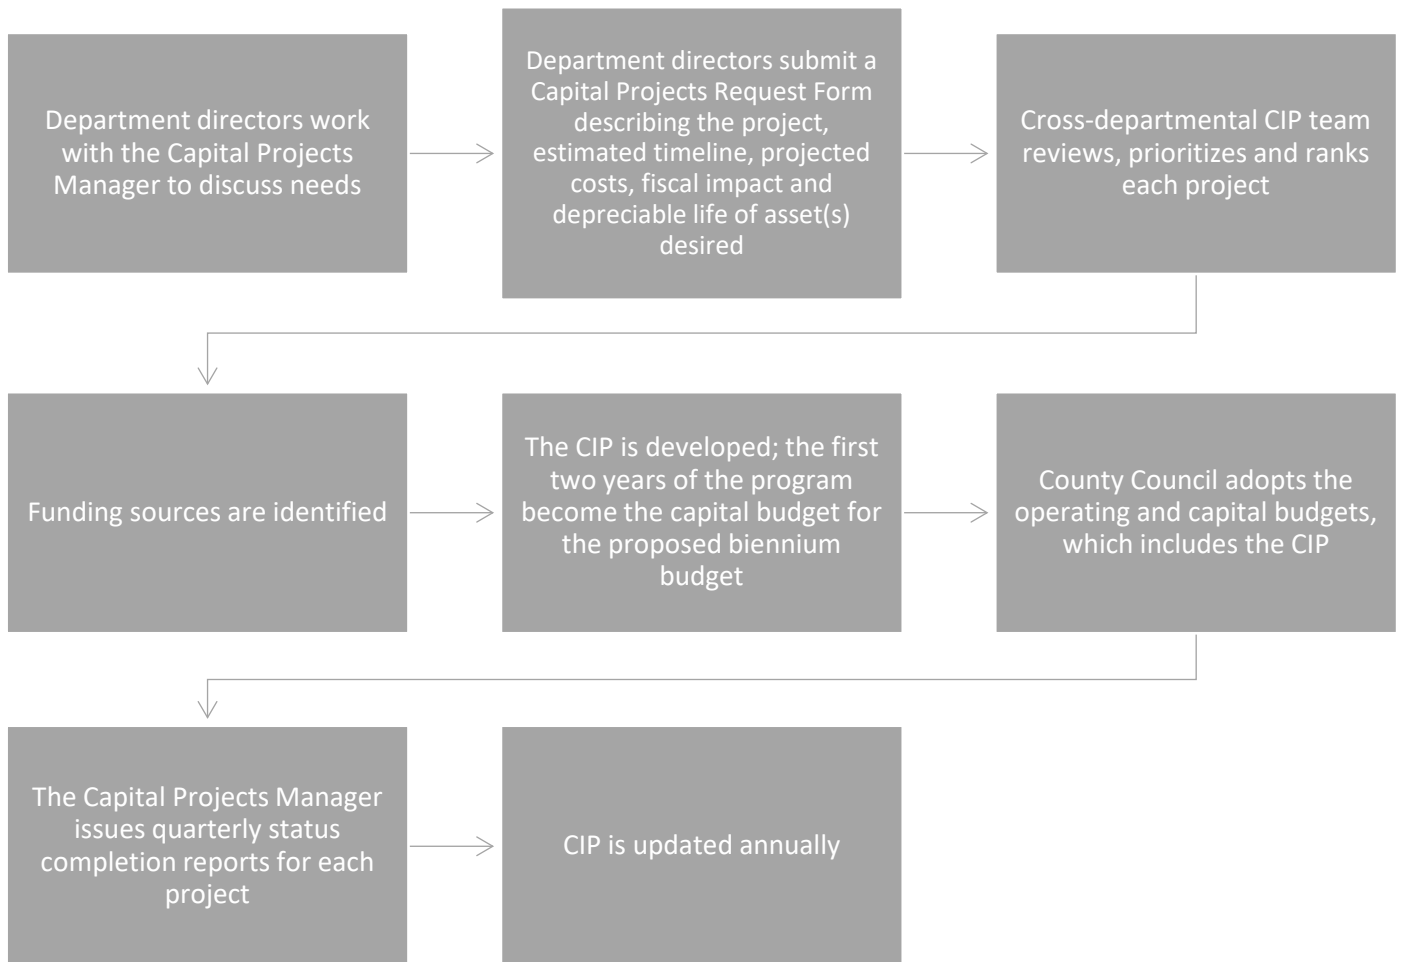 Department directors work
with the Capital Projects
Manager to discuss needs
Department directors submit a
Capital Projects Request Form
describing the project,
estimated timeline, projected
costs, fiscal impact and
depreciable life of asset(s)
desired
Cross-departmental CIP team
reviews, prioritizes and ranks
each project
Funding sources are identified
The CIP is developed; the first
two years of the program
become the capital budget for
the proposed biennium
budget
County Council adopts the
operating and capital budgets,
which includes the CIP
The Capital Projects Manager
issues quarterly status
completion reports for each
project
CIP is updated annually